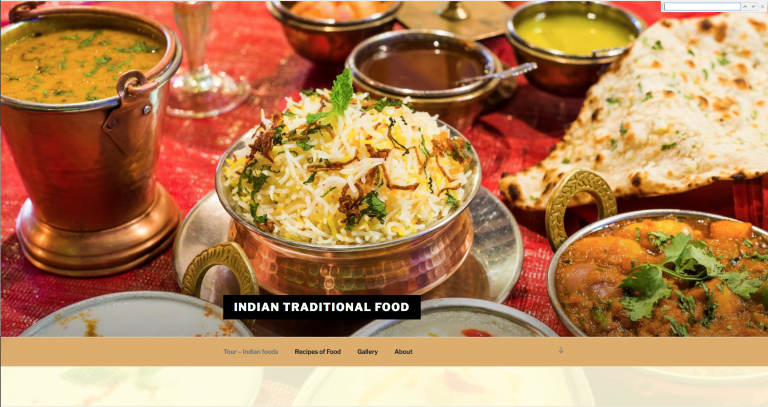 INDIAN TRADITIONAL FOOD
Tour – Indian foods Recipes of Food Gallery About